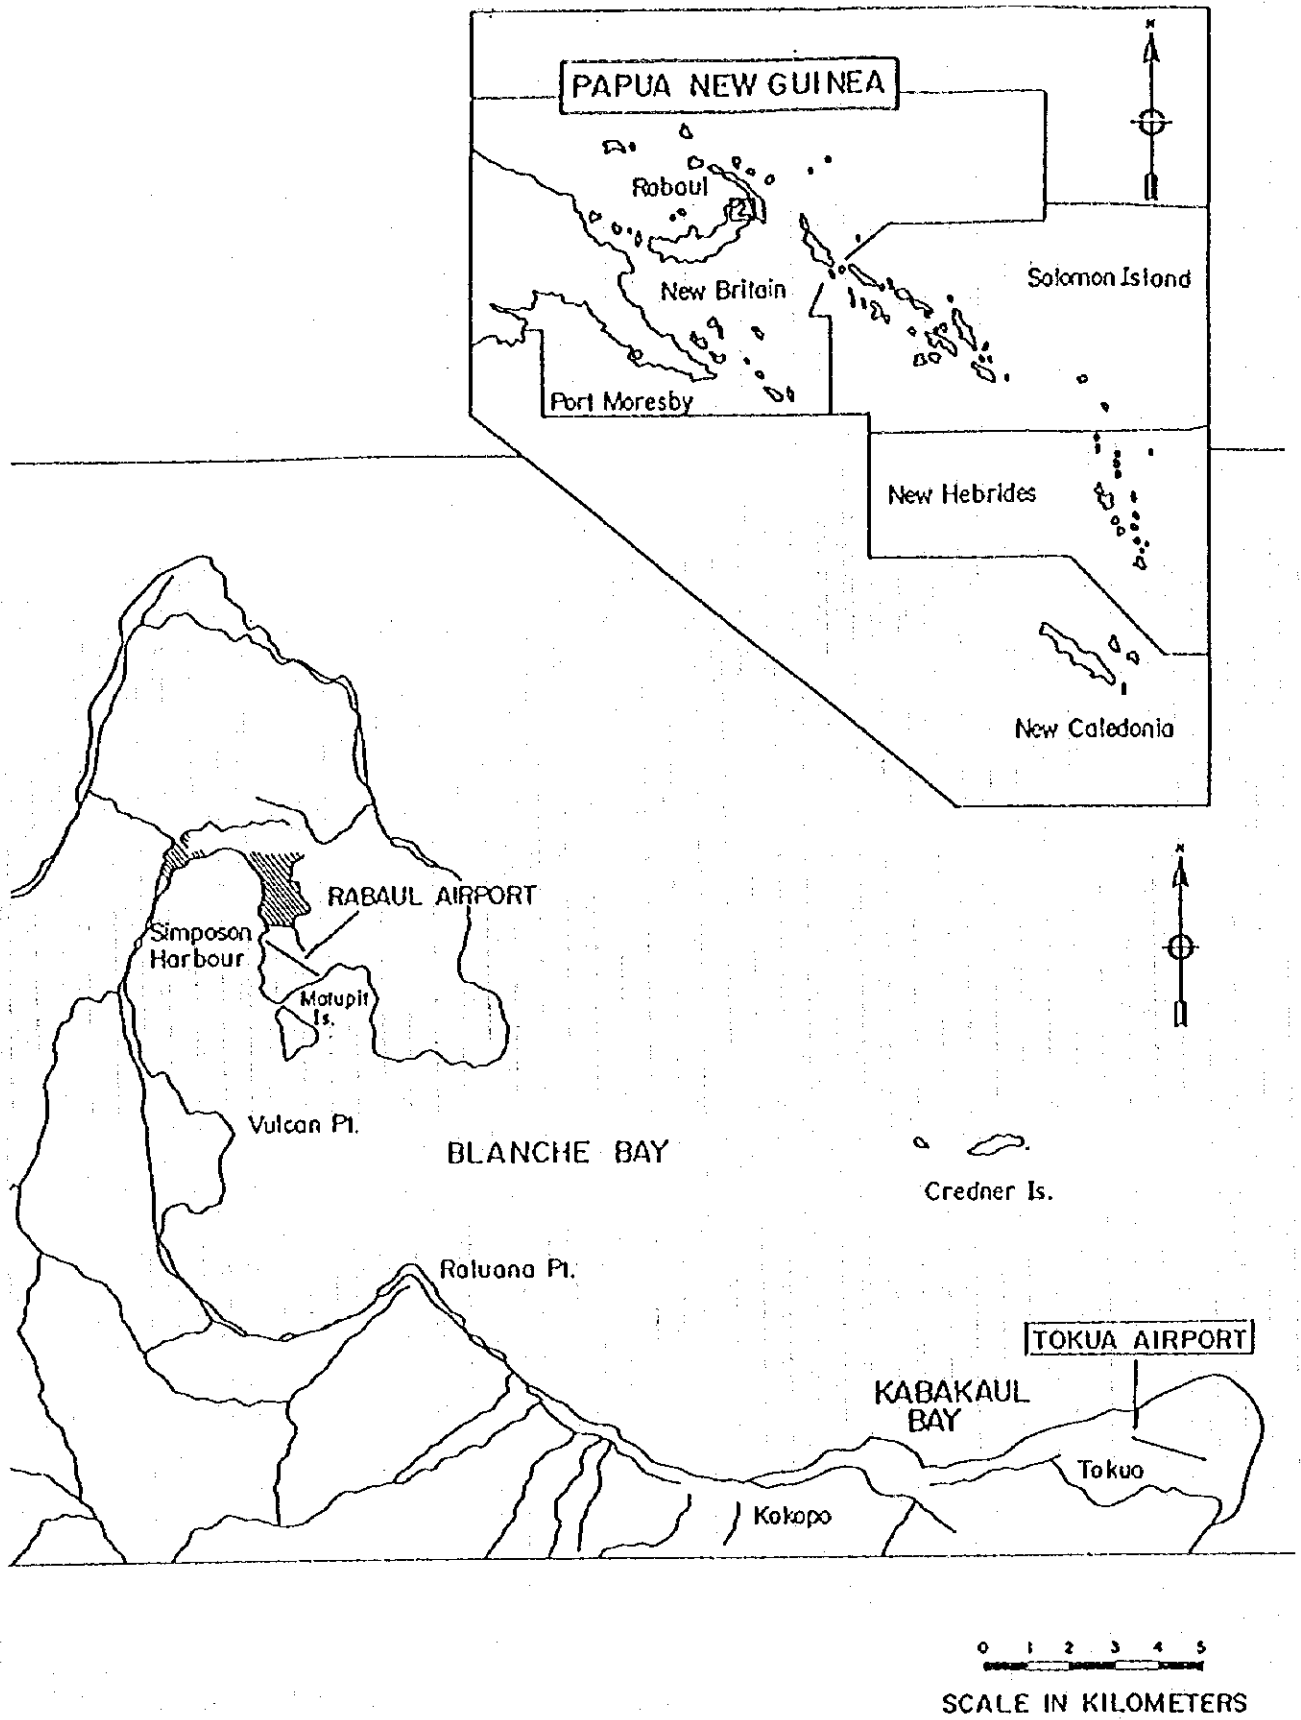 N
PAPUA NEW GUINEA
Rabaul
New Britain
Solomon Island
Port Moresby
New Hebrides
New Caledonia
N
RABAUL AIRPORT
Simposon
Harbour
Matupit
Is.
Vulcan Pt.
BLANCHE BAY
Credner Is.
Raluana Pt.
TOKUA AIRPORT
KABAKAUL
BAY
Tokua
Kokopo
0 1 2 3 4 5
SCALE IN KILOMETERS